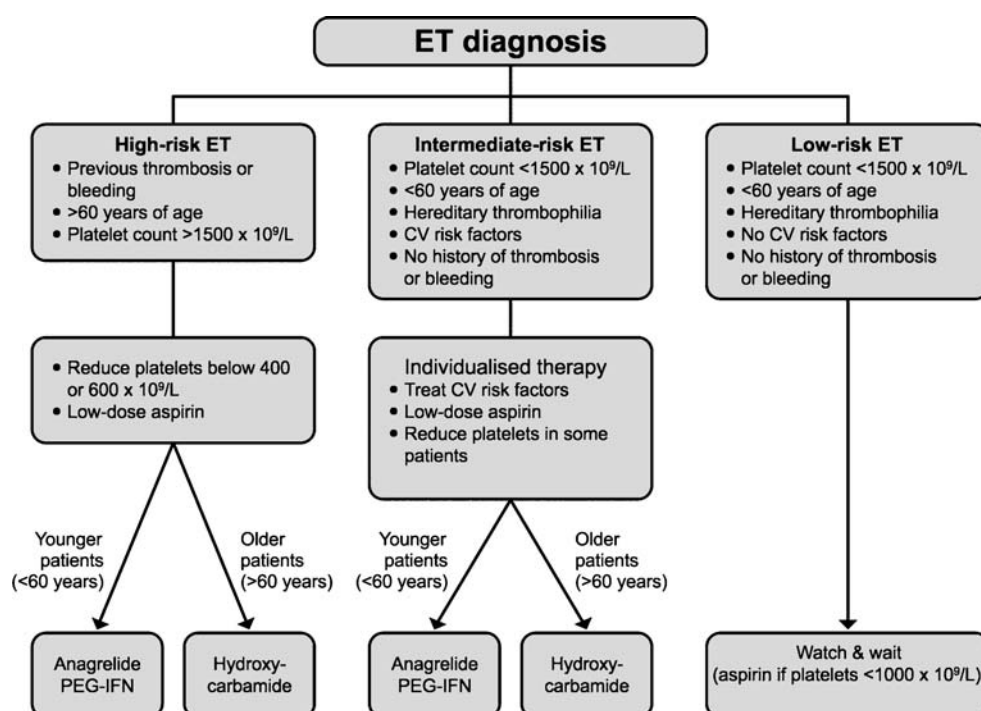 ET diagnosis
High-risk ET
• Previous thrombosis or
bleeding
• >60 years of age
• Platelet count >1500 x 10⁹/L
Intermediate-risk ET
• Platelet count <1500 x 10⁹/L
• <60 years of age
• Hereditary thrombophilia
• CV risk factors
• No history of thrombosis
or bleeding
Low-risk ET
• Platelet count <1500 x 10⁹/L
• <60 years of age
• Hereditary thrombophilia
• No CV risk factors
• No history of thrombosis
or bleeding
• Reduce platelets below 400
or 600 x 10⁹/L
• Low-dose aspirin
Individualised therapy
• Treat CV risk factors
• Low-dose aspirin
• Reduce platelets in some
patients
Younger
patients
(<60 years)
Older
patients
(>60 years)
Younger
patients
(<60 years)
Older
patients
(>60 years)
Anagrelide
PEG-IFN
Hydroxy-
carbamide
Anagrelide
PEG-IFN
Hydroxy-
carbamide
Watch & wait
(aspirin if platelets <1000 x 10⁹/L)